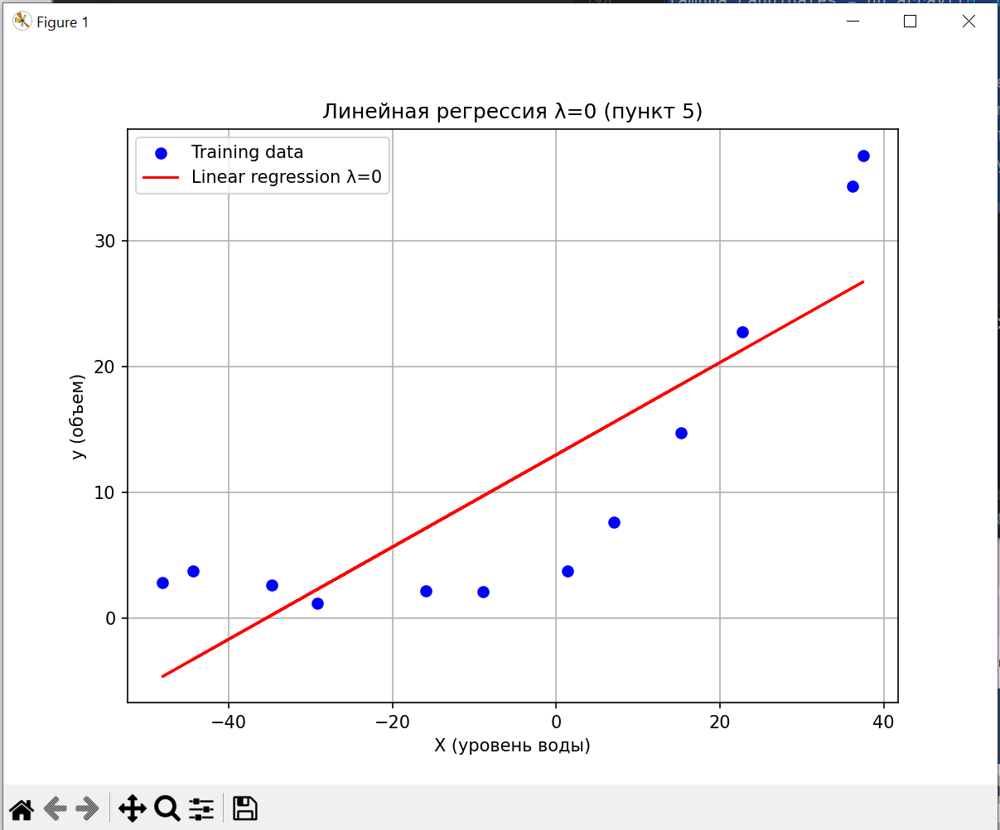 Figure 1
Линейная регрессия λ=0 (пункт 5)
Training data
Linear regression λ=0
30
20
10
0
y (объем)
−40 −20 0 20 40
X (уровень воды)